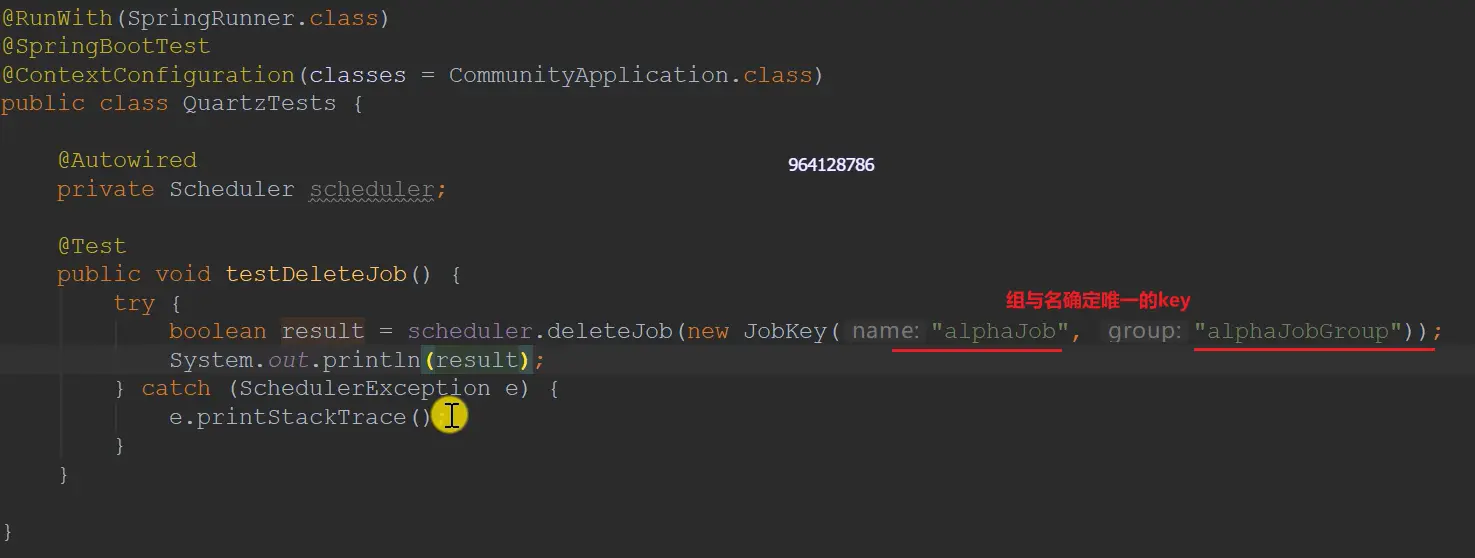 @RunWith(SpringRunner.class)
@SpringBootTest
@ContextConfiguration(classes = CommunityApplication.class)
public class QuartzTests {
@Autowired
964128786
private Scheduler scheduler;
@Test
public void testDeleteJob() {
组与名确定唯一的key
try {
boolean result = scheduler.deleteJob(new JobKey( name: "alphaJob", group: "alphaJobGroup"));
System.out.println(result);
} catch (SchedulerException e) {
e.printStackTrace();
}
}
}